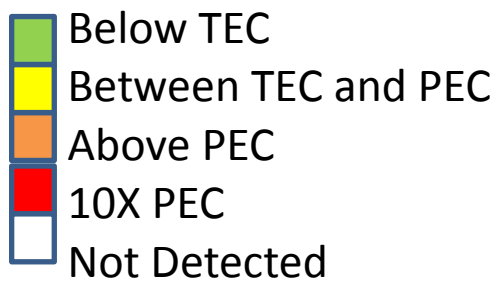 Below TEC
Between TEC and PEC
Above PEC
10X PEC
Not Detected